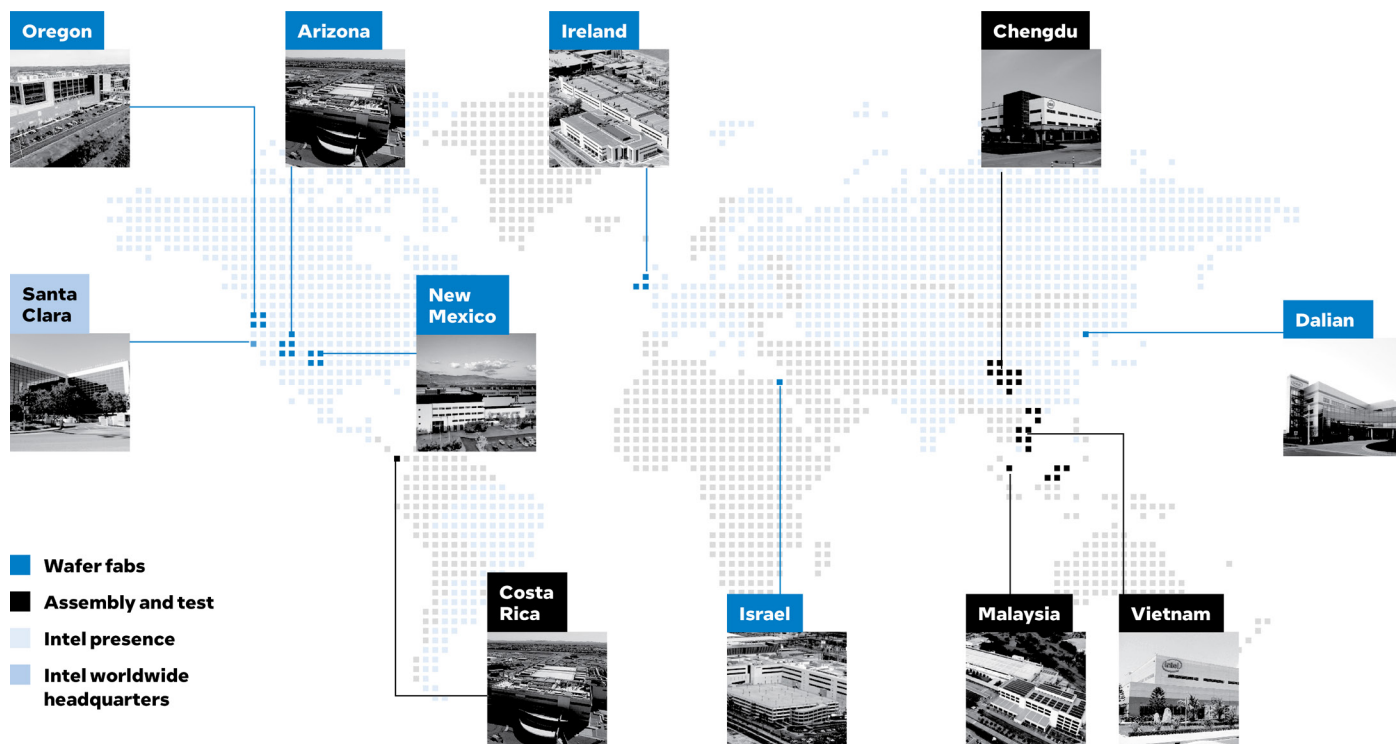 Oregon
Arizona
Ireland
Chengdu
Santa
Clara
New
Mexico
Dalian
Wafer fabs
Assembly and test
Intel presence
Intel worldwide
headquarters
Costa
Rica
Israel
Malaysia
Vietnam
intel